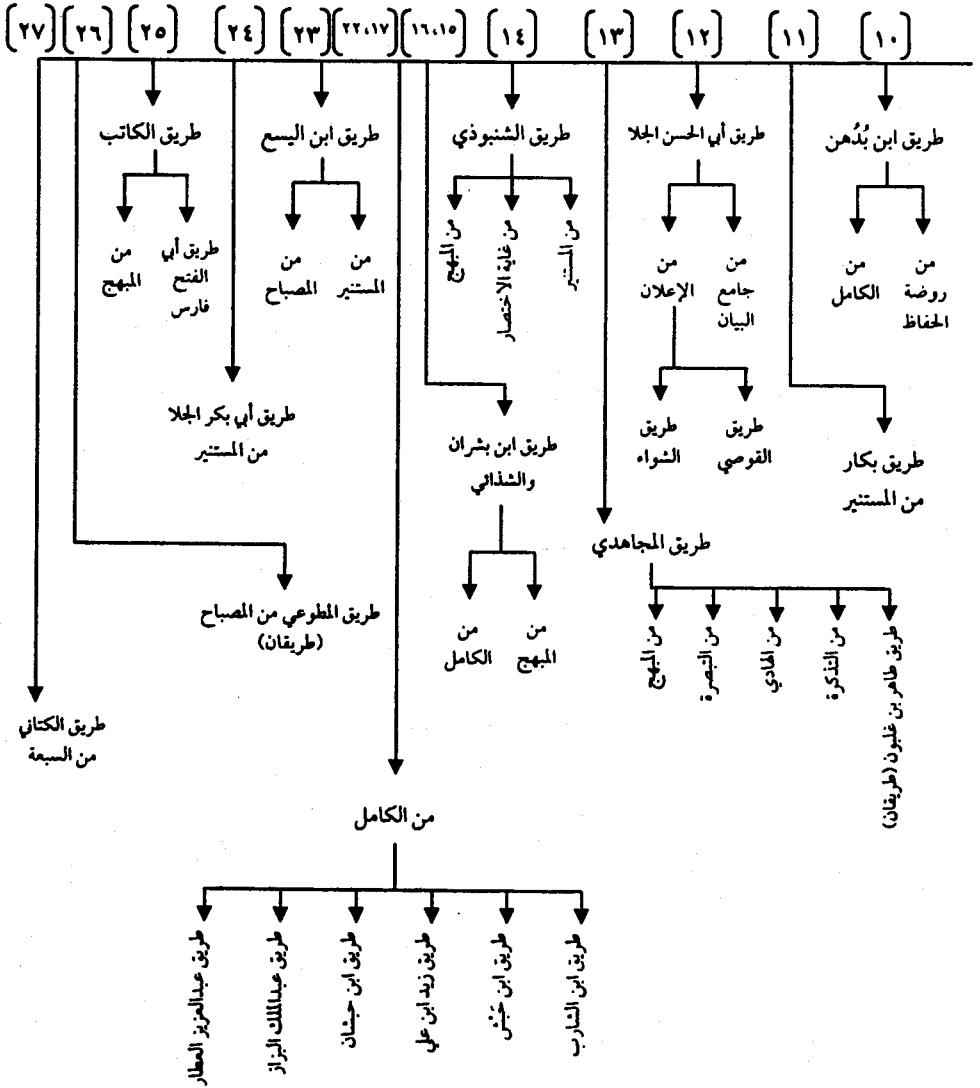 [١٠] [١١] [١٢] [١٣] [١٤] [١٦،١٥] [٢٢،١٧] [٢٣] [٢٤] [٢٥] [٢٦] [٢٧]
طريق ابن بُدْهن
من
روضة
الحفاظ
من
الكامل
طريق بكار
من المستنير
طريق أبي الحسن الجلا
من
جامع
البيان
من
الإعلان
طريق
القوصي
طريق
الشواء
طريق المجاهدي
طريق طاهر بن غلبون (طريقان)
من التذكرة
من الهادي
من التبصرة
من المبهج
طريق الشنبوذي
من المستنير
من غاية الاختصار
من المبهج
طريق ابن بشران
والشذائي
من
المبهج
من
الكامل
من الكامل
طريق ابن الشارب
طريق ابن حَبَش
طريق زيد ابن علي
طريق ابن حبشان
طريق عبدالملك البزاز
طريق عبدالعزيز العطار
طريق ابن اليسع
من
المستنير
من
المصباح
طريق أبي بكر الجلا
من المستنير
طريق الكاتب
طريق أبي
الفتح
فارس
من
المبهج
طريق المطوعي من المصباح
(طريقان)
طريق الكتاني
من السبعة